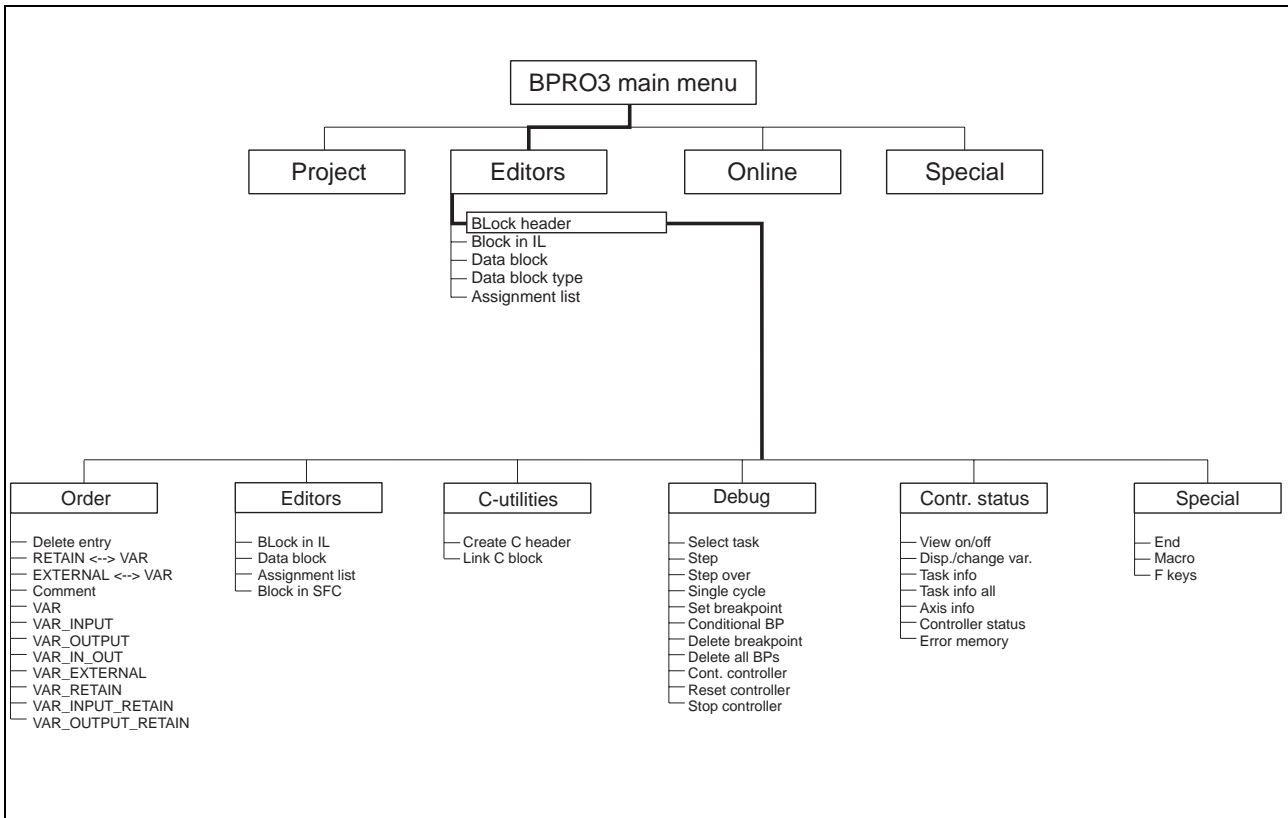 BPRO3 main menu
Project
Editors
Online
Special
BLock header
Block in IL
Data block
Data block type
Assignment list
Order
Delete entry
RETAIN <--> VAR
EXTERNAL <--> VAR
Comment
VAR
VAR_INPUT
VAR_OUTPUT
VAR_IN_OUT
VAR_EXTERNAL
VAR_RETAIN
VAR_INPUT_RETAIN
VAR_OUTPUT_RETAIN
Editors
BLock in IL
Data block
Assignment list
Block in SFC
C-utilities
Create C header
Link C block
Debug
Select task
Step
Step over
Single cycle
Set breakpoint
Conditional BP
Delete breakpoint
Delete all BPs
Cont. controller
Reset controller
Stop controller
Contr. status
View on/off
Disp./change var.
Task info
Task info all
Axis info
Controller status
Error memory
Special
End
Macro
F keys